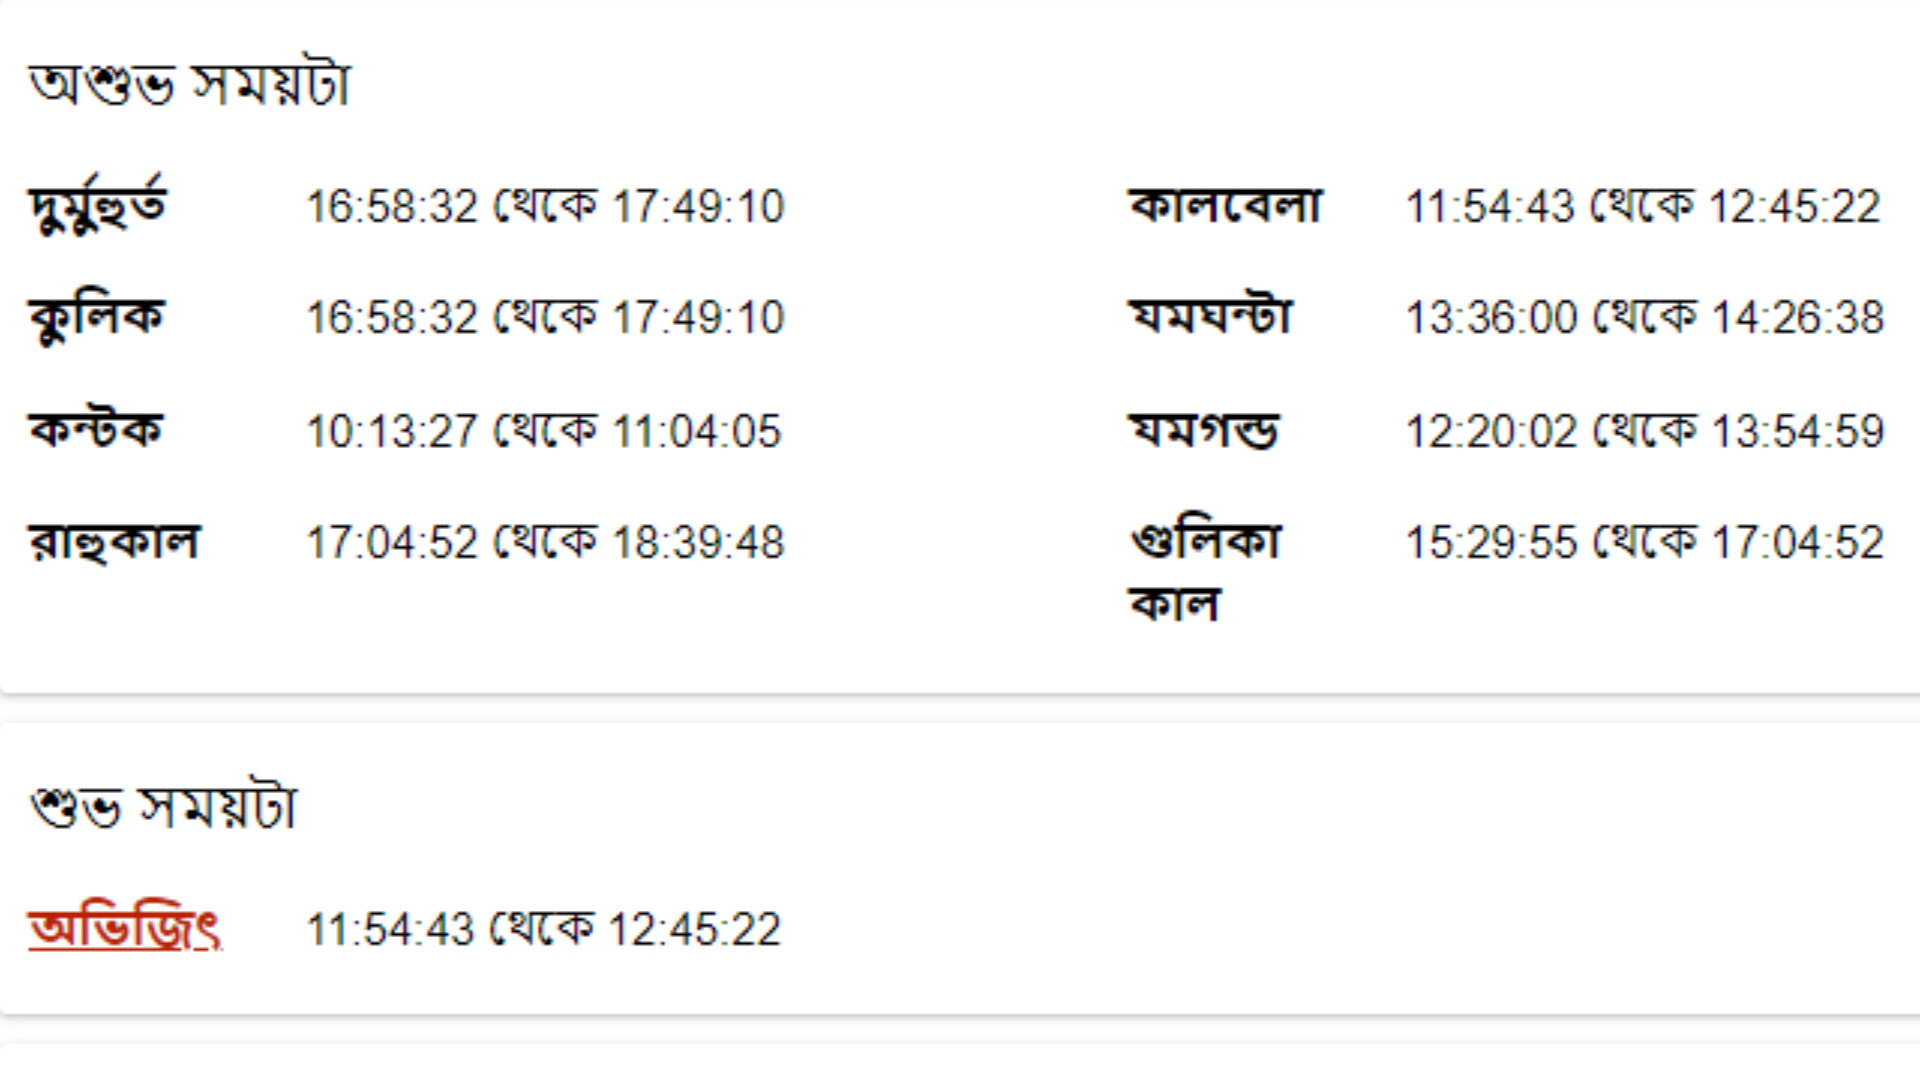 অশুভ সময়টা
দুর্মুহুর্ত 16:58:32 থেকে 17:49:10 কালবেলা 11:54:43 থেকে 12:45:22
কুলিক 16:58:32 থেকে 17:49:10 যমঘন্টা 13:36:00 থেকে 14:26:38
কন্টক 10:13:27 থেকে 11:04:05 যমগন্ড 12:20:02 থেকে 13:54:59
রাহুকাল 17:04:52 থেকে 18:39:48 গুলিকা 15:29:55 থেকে 17:04:52
কাল
শুভ সময়টা
অভিজিৎ 11:54:43 থেকে 12:45:22